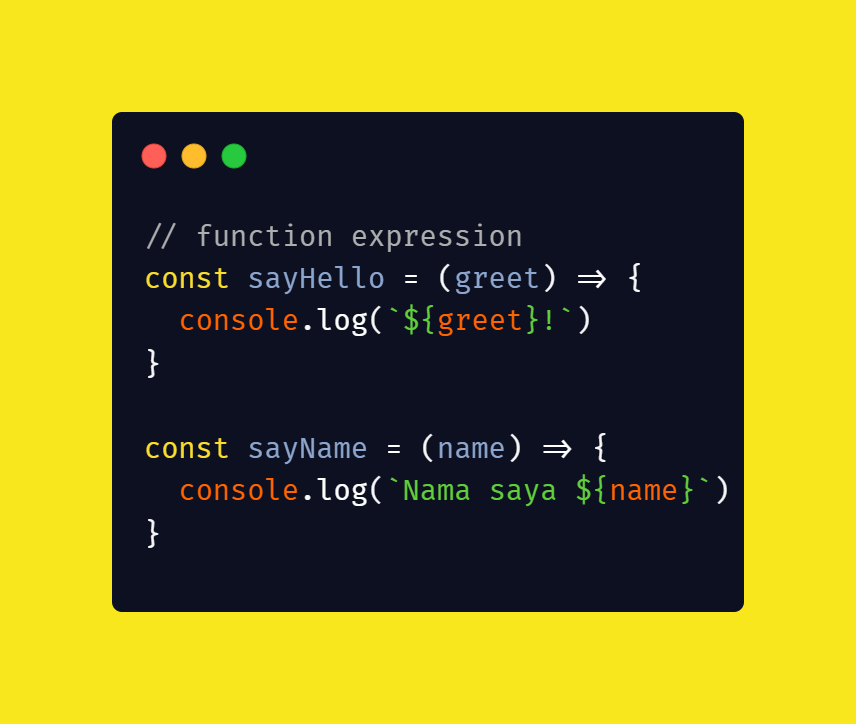 // function expression
const sayHello = (greet) => {
  console.log(`${greet}!`)
}
const sayName = (name) => {
  console.log(`Nama saya ${name}`)
}